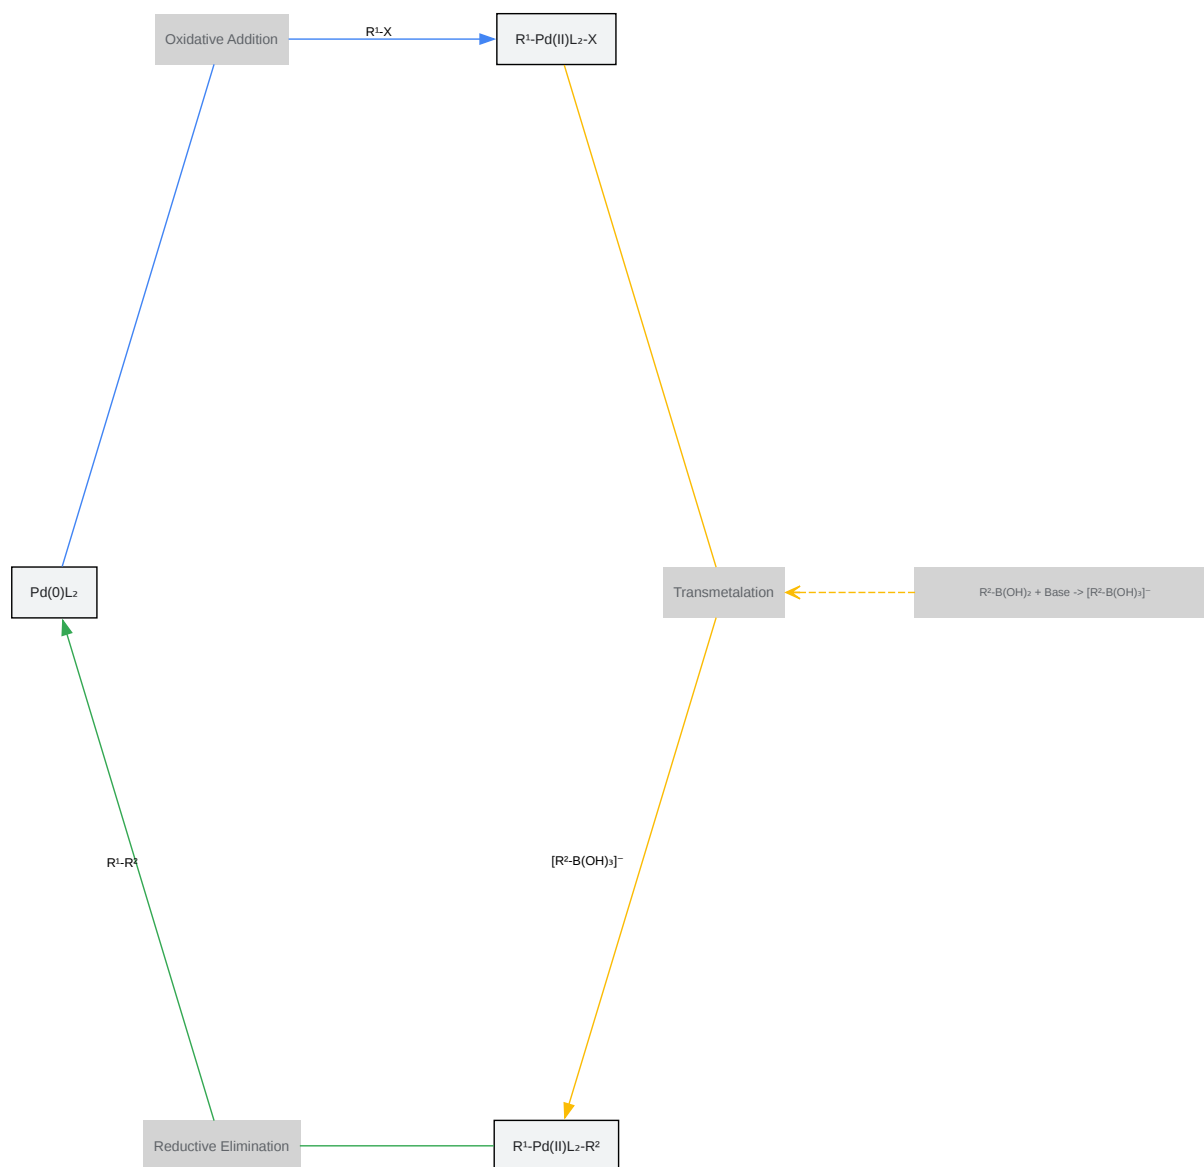 Oxidative Addition
R¹-X
R¹-Pd(II)L₂-X
Pd(0)L₂
Transmetalation
R²-B(OH)₂ + Base -> [R²-B(OH)₃]⁻
R¹-R²
[R²-B(OH)₃]⁻
Reductive Elimination
R¹-Pd(II)L₂-R²